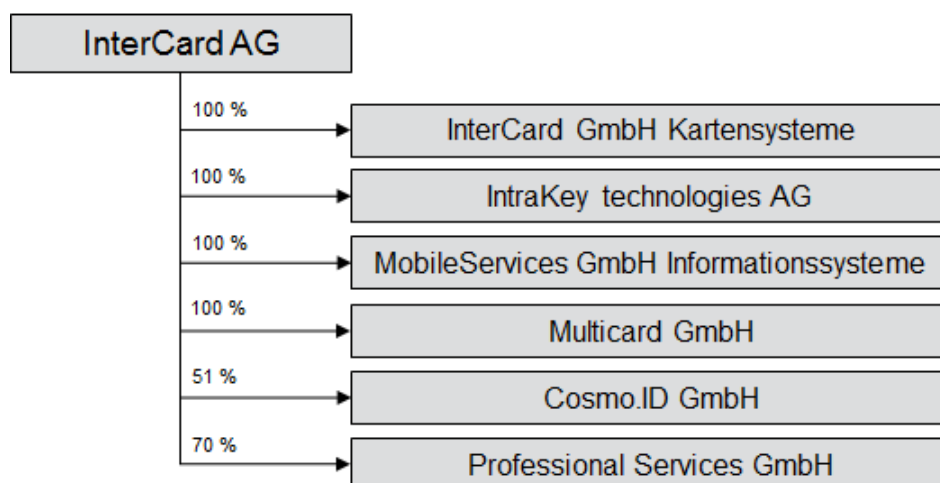 InterCard AG
100 %
InterCard GmbH Kartensysteme
100 %
IntraKey technologies AG
100 %
MobileServices GmbH Informationssysteme
100 %
Multicard GmbH
51 %
Cosmo.ID GmbH
70 %
Professional Services GmbH